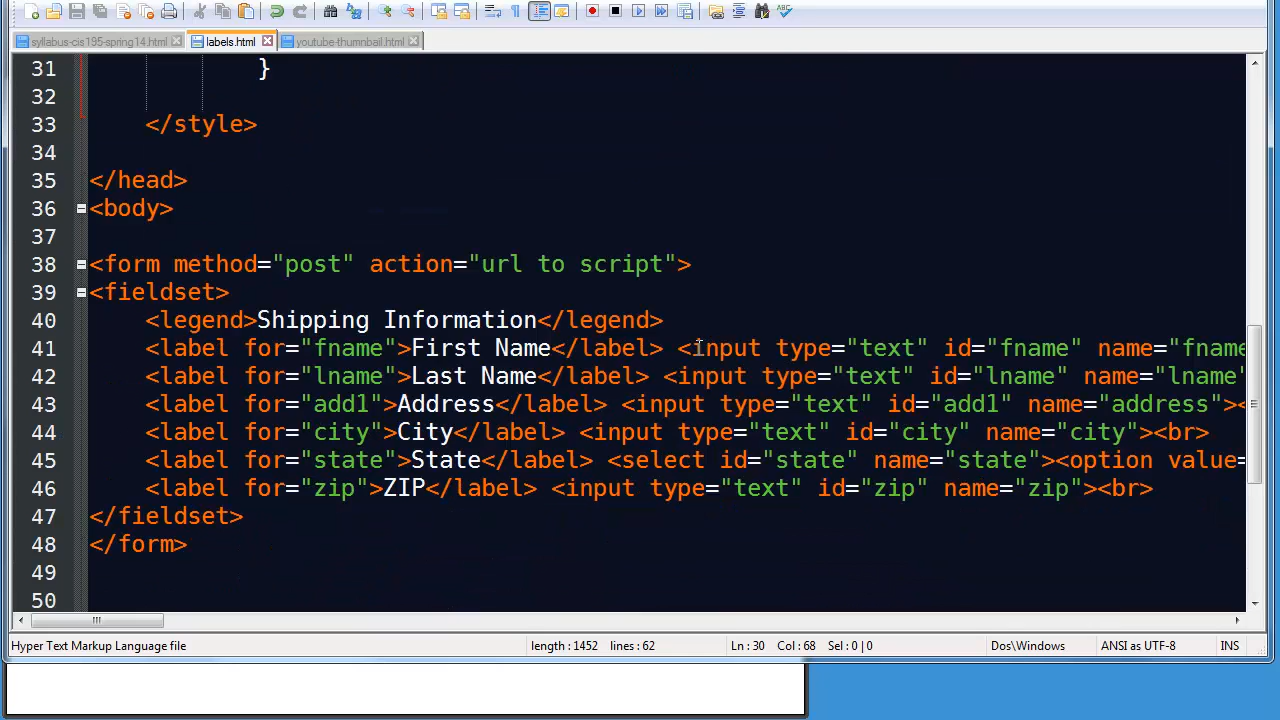 syllabus-cis195-spring14.html labels.html youtube-thumnbail.html
31 }
32
33 </style>
34
35 </head>
36 <body>
37
38 <form method="post" action="url to script">
39 <fieldset>
40 <legend>Shipping Information</legend>
41 <label for="fname">First Name</label> <input type="text" id="fname" name="fname
42 <label for="lname">Last Name</label> <input type="text" id="lname" name="lname"
43 <label for="add1">Address</label> <input type="text" id="add1" name="address"><
44 <label for="city">City</label> <input type="text" id="city" name="city"><br>
45 <label for="state">State</label> <select id="state" name="state"><option value=
46 <label for="zip">ZIP</label> <input type="text" id="zip" name="zip"><br>
47 </fieldset>
48 </form>
49
50
Hyper Text Markup Language file length : 1452 lines : 62 Ln : 30 Col : 68 Sel : 0 | 0 Dos\Windows ANSI as UTF-8 INS